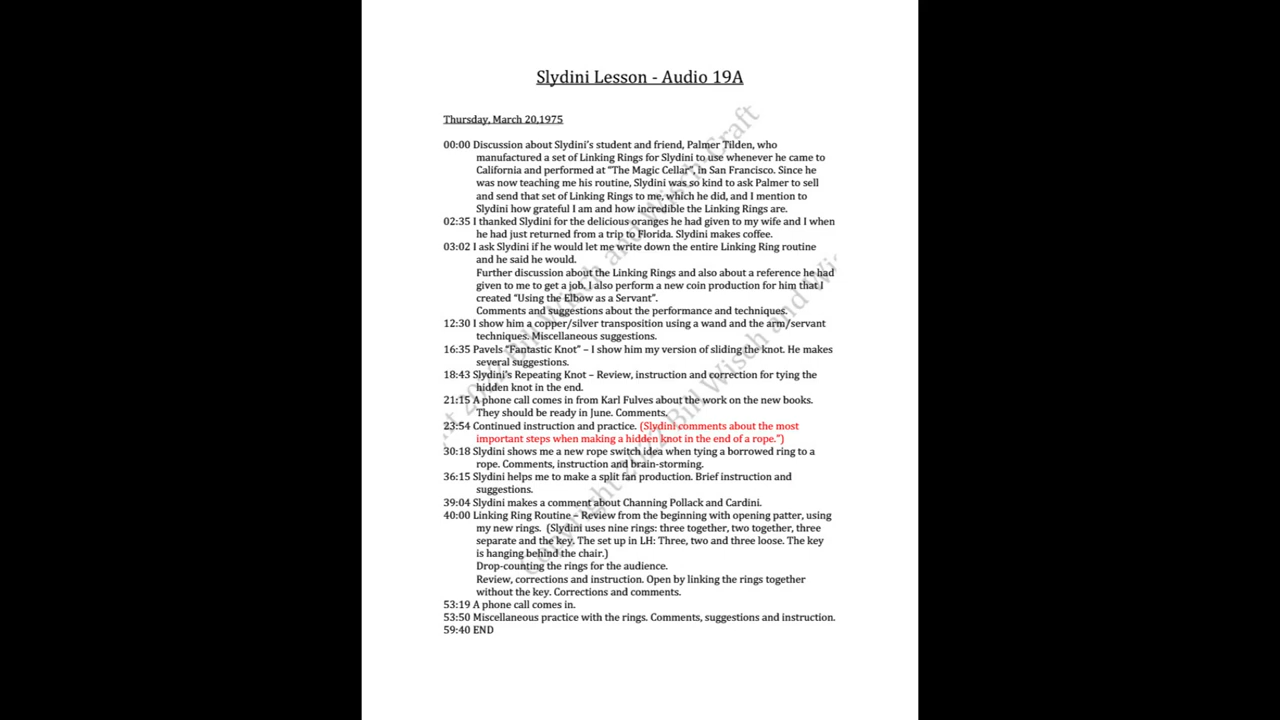 Slydini Lesson - Audio 19A
Thursday, March 20,1975
00:00 Discussion about Slydini's student and friend, Palmer Tilden, who
manufactured a set of Linking Rings for Slydini to use whenever he came to
California and performed at "The Magic Cellar", in San Francisco. Since he
was now teaching me his routine, Slydini was so kind to ask Palmer to sell
and send that set of Linking Rings to me, which he did, and I mention to
Slydini how grateful I am and how incredible the Linking Rings are.
02:35 I thanked Slydini for the delicious oranges he had given to my wife and I when
he had just returned from a trip to Florida. Slydini makes coffee.
03:02 I ask Slydini if he would let me write down the entire Linking Ring routine
and he said he would.
Further discussion about the Linking Rings and also about a reference he had
given to me to get a job. I also perform a new coin production for him that I
created "Using the Elbow as a Servant".
Comments and suggestions about the performance and techniques.
12:30 I show him a copper/silver transposition using a wand and the arm/servant
techniques. Miscellaneous suggestions.
16:35 Pavels "Fantastic Knot" – I show him my version of sliding the knot. He makes
several suggestions.
18:43 Slydini's Repeating Knot – Review, instruction and correction for tying the
hidden knot in the end.
21:15 A phone call comes in from Karl Fulves about the work on the new books.
They should be ready in June. Comments.
23:54 Continued instruction and practice. (Slydini comments about the most
important steps when making a hidden knot in the end of a rope.")
30:18 Slydini shows me a new rope switch idea when tying a borrowed ring to a
rope. Comments, instruction and brain-storming.
36:15 Slydini helps me to make a split fan production. Brief instruction and
suggestions.
39:04 Slydini makes a comment about Channing Pollack and Cardini.
40:00 Linking Ring Routine – Review from the beginning with opening patter, using
my new rings. (Slydini uses nine rings: three together, two together, three
separate and the key. The set up in LH: Three, two and three loose. The key
is hanging behind the chair.)
Drop-counting the rings for the audience.
Review, corrections and instruction. Open by linking the rings together
without the key. Corrections and comments.
53:19 A phone call comes in.
53:50 Miscellaneous practice with the rings. Comments, suggestions and instruction.
59:40 END